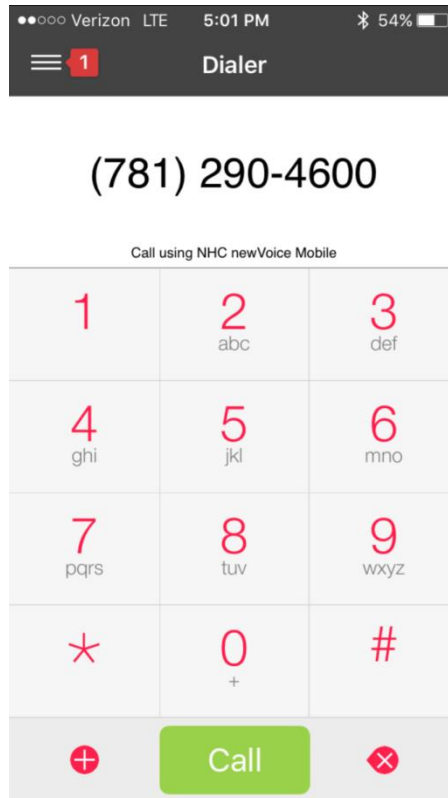 Verizon LTE 5:01 PM 54%
1 Dialer
(781) 290-4600
Call using NHC newVoice Mobile
1 2 3
abc def
4 5 6
ghi jkl mno
7 8 9
pqrs tuv wxyz
* 0 #
+
Call